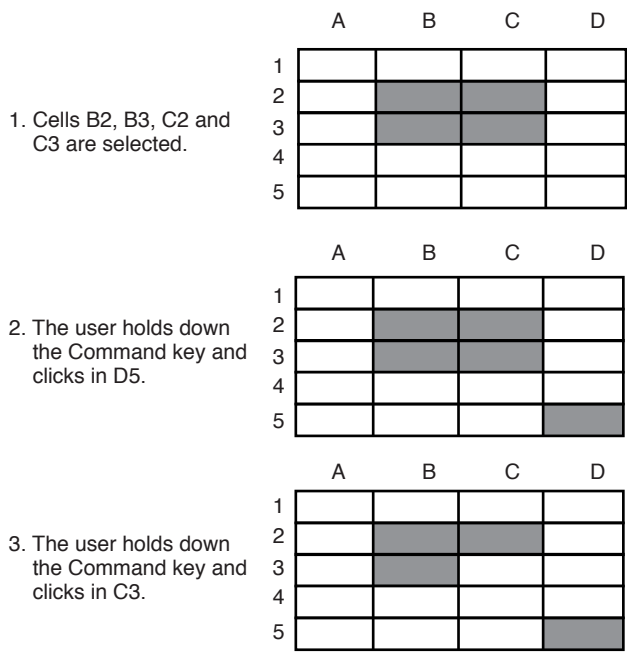 A B C D
1
2
3
4
5
1. Cells B2, B3, C2 and
C3 are selected.
A B C D
1
2
3
4
5
2. The user holds down
the Command key and
clicks in D5.
A B C D
1
2
3
4
5
3. The user holds down
the Command key and
clicks in C3.